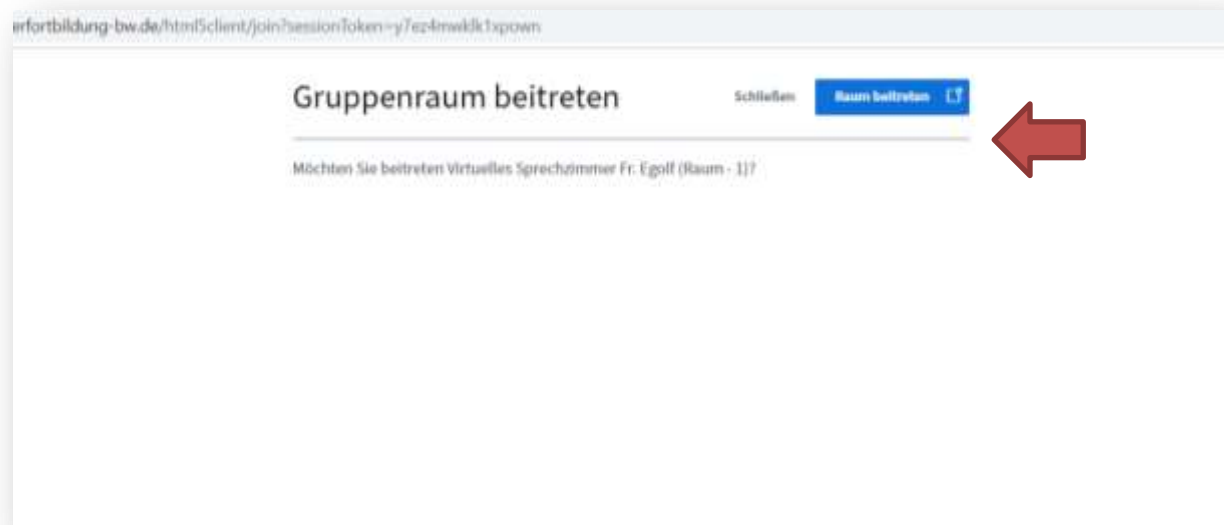 erfortbildung-bw.de/html5client/join?sessionToken=y7ez4mwklk1xpown
Gruppenraum beitreten
Schließen
Raum beitreten
Möchten Sie beitreten Virtuelles Sprechzimmer Fr. Egolf (Raum - 1)?